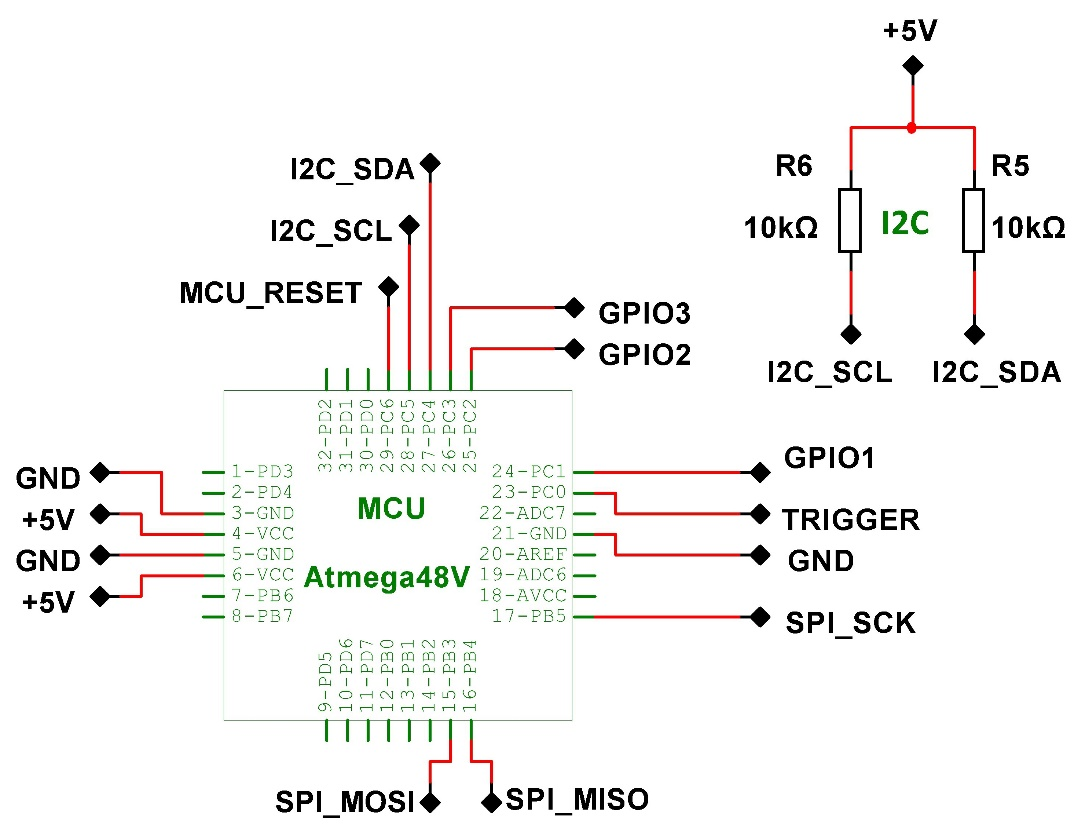 +5V
R6
R5
10kΩ
I2C
10kΩ
I2C_SCL
I2C_SDA
I2C_SDA
I2C_SCL
MCU_RESET
GPIO3
GPIO2
32-PD2
31-PD1
30-PD0
29-PC6
28-PC5
27-PC4
26-PC3
25-PC2
GND
+5V
GND
+5V
1-PD3
2-PD4
3-GND
4-VCC
5-GND
6-VCC
7-PB6
8-PB7
MCU
Atmega48V
24-PC1
23-PC0
22-ADC7
21-GND
20-AREF
19-ADC6
18-AVCC
17-PB5
GPIO1
TRIGGER
GND
SPI_SCK
9-PD5
10-PD6
11-PD7
12-PB0
13-PB1
14-PB2
15-PB3
16-PB4
SPI_MOSI
SPI_MISO